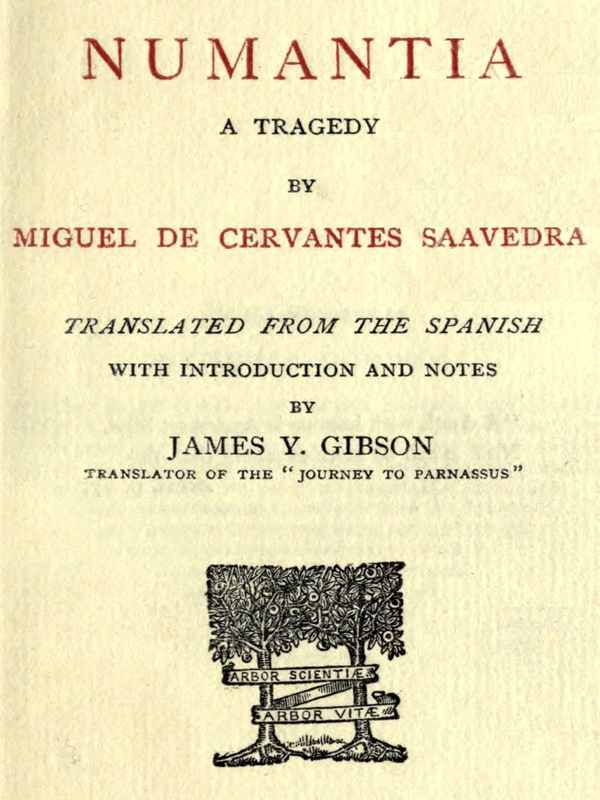 NUMANTIA
A TRAGEDY
BY
MIGUEL DE CERVANTES SAAVEDRA
TRANSLATED FROM THE SPANISH
WITH INTRODUCTION AND NOTES
BY
JAMES Y. GIBSON
TRANSLATOR OF THE “JOURNEY TO PARNASSUS”
ARBOR SCIENTIÆ
ARBOR VITÆ